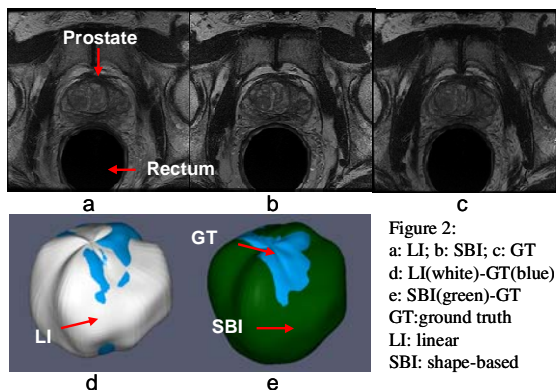 Prostate
Rectum
a
b
c
GT
LI
SBI
d
e
Figure 2:
a: LI; b: SBI; c: GT
d: LI(white)-GT(blue)
e: SBI(green)-GT
GT:ground truth
LI: linear
SBI: shape-based